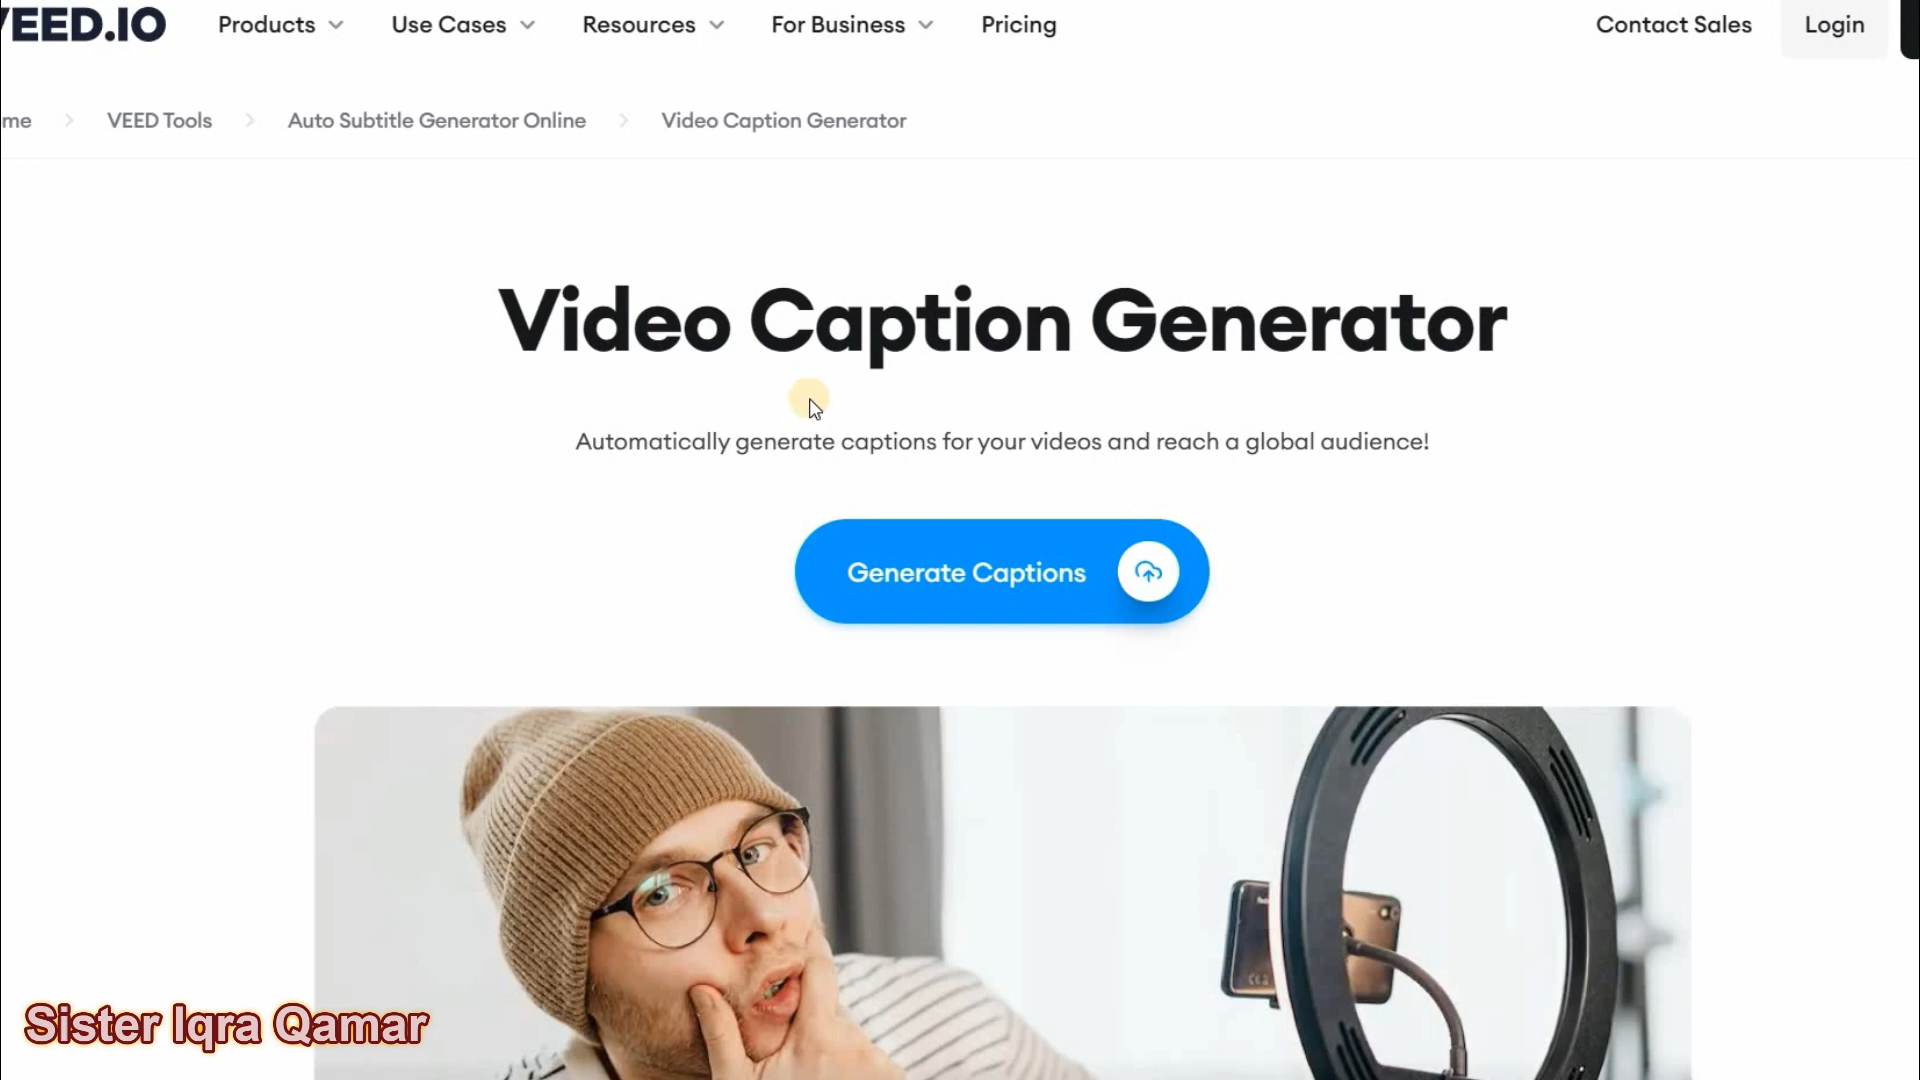 VEED.IO
Products
Use Cases
Resources
For Business
Pricing
Contact Sales
Login
me
VEED Tools
Auto Subtitle Generator Online
Video Caption Generator
Video Caption Generator
Automatically generate captions for your videos and reach a global audience!
Generate Captions
Sister Iqra Qamar